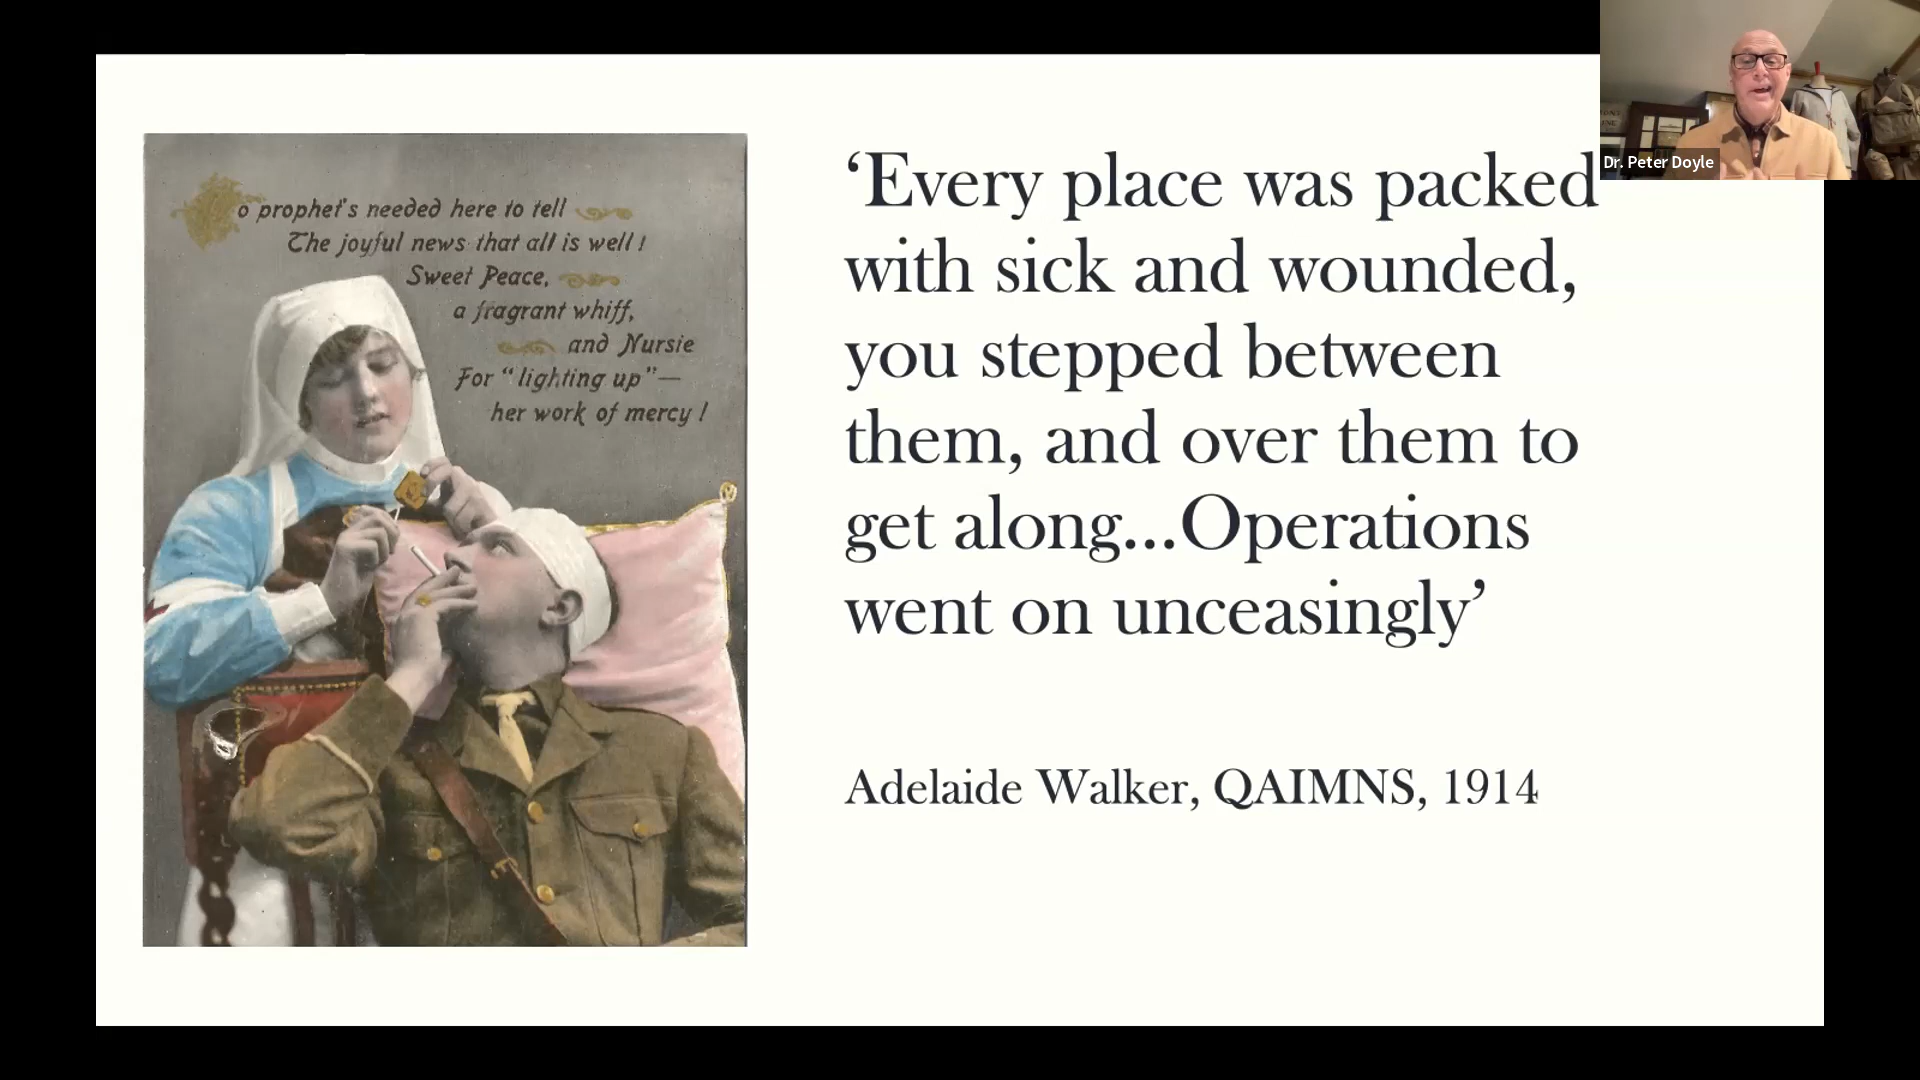 o prophet's needed here to tell
The joyful news that all is well !
Sweet Peace,
a fragrant whiff,
and Nursie
For "lighting up"—
her work of mercy !
‘Every place was packed
with sick and wounded,
you stepped between
them, and over them to
get along...Operations
went on unceasingly’
Adelaide Walker, QAIMNS, 1914
Dr. Peter Doyle